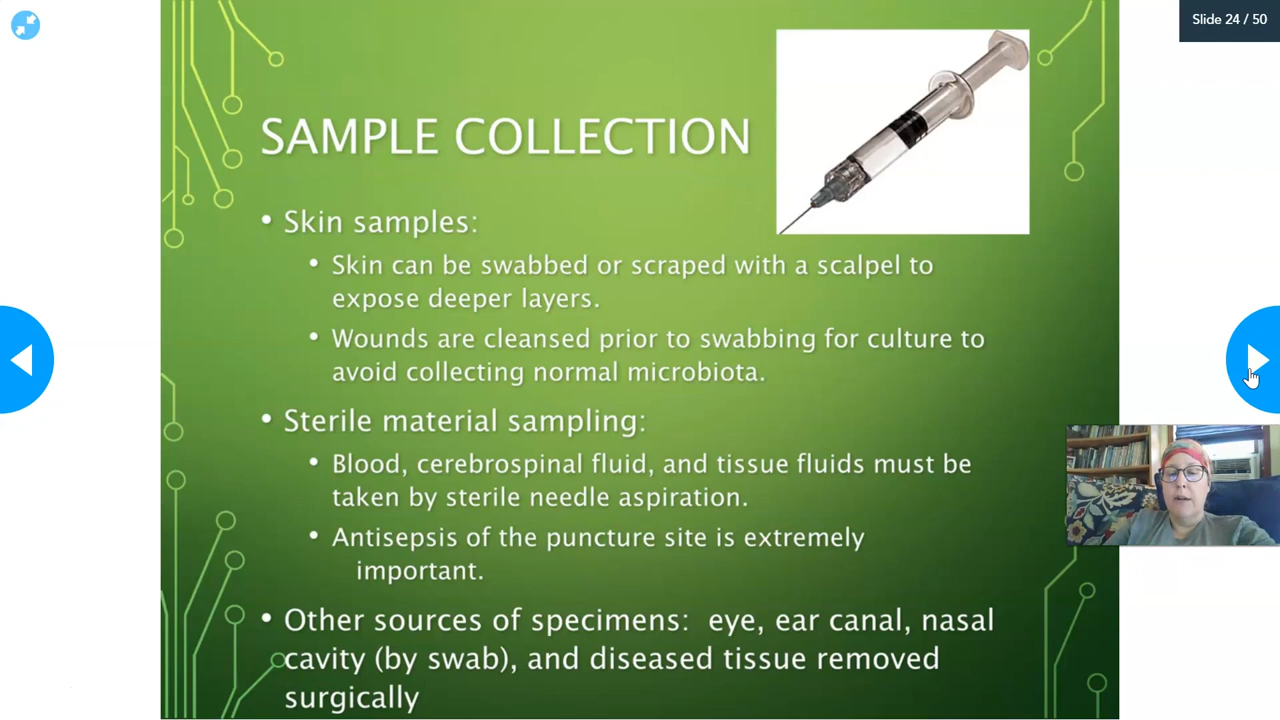 Slide 24 / 50
SAMPLE COLLECTION
• Skin samples:
• Skin can be swabbed or scraped with a scalpel to
expose deeper layers.
• Wounds are cleansed prior to swabbing for culture to
avoid collecting normal microbiota.
• Sterile material sampling:
• Blood, cerebrospinal fluid, and tissue fluids must be
taken by sterile needle aspiration.
• Antisepsis of the puncture site is extremely
important.
• Other sources of specimens: eye, ear canal, nasal
cavity (by swab), and diseased tissue removed
surgically